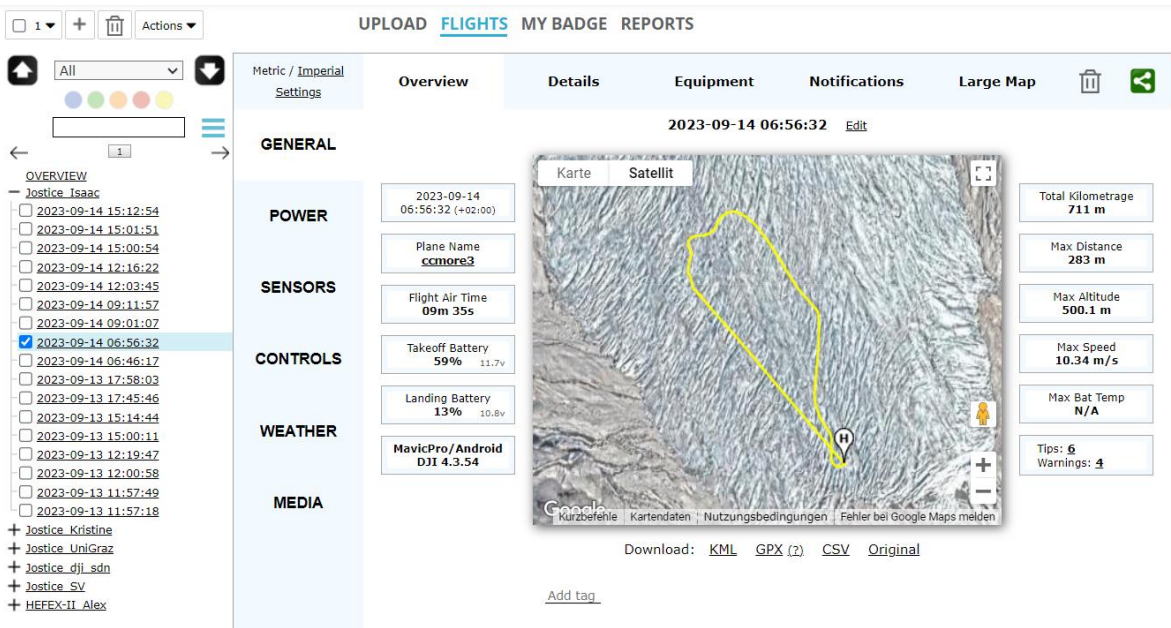 1 Actions
UPLOAD FLIGHTS MY BADGE REPORTS
All
1
OVERVIEW
Jostice_Isaac
2023-09-14 15:12:54
2023-09-14 15:01:51
2023-09-14 15:00:54
2023-09-14 12:16:22
2023-09-14 12:03:45
2023-09-14 09:11:57
2023-09-14 09:01:07
2023-09-14 06:56:32
2023-09-14 06:46:17
2023-09-13 17:58:03
2023-09-13 17:45:46
2023-09-13 15:14:44
2023-09-13 15:00:11
2023-09-13 12:19:47
2023-09-13 12:00:58
2023-09-13 11:57:49
2023-09-13 11:57:18
Jostice_Kristine
Jostice_UniGraz
Jostice_dji_sdn
Jostice_SV
HEFEX-II_Alex
Metric / Imperial
Settings
GENERAL
POWER
SENSORS
CONTROLS
WEATHER
MEDIA
Overview Details Equipment Notifications Large Map
2023-09-14 06:56:32 Edit
2023-09-14
06:56:32 (+02:00)
Plane Name
ccmore3
Flight Air Time
09m 35s
Takeoff Battery
59% 11.7v
Landing Battery
13% 10.8v
MavicPro/Android
DJI 4.3.54
Karte Satellit
H
Google
Kurzbefehle Kartendaten Nutzungsbedingungen Fehler bei Google Maps melden
Total Kilometrage
711 m
Max Distance
283 m
Max Altitude
500.1 m
Max Speed
10.34 m/s
Max Bat Temp
N/A
Tips: 6
Warnings: 4
Download: KML GPX (?) CSV Original
Add tag